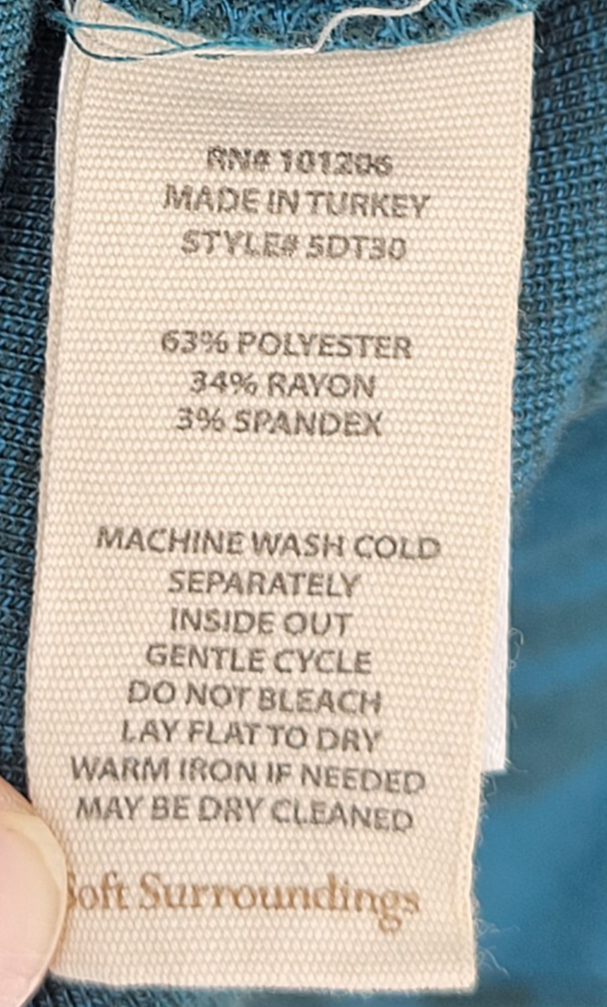 RN# 101206
MADE IN TURKEY
STYLE# 5DT30
63% POLYESTER
34% RAYON
3% SPANDEX
MACHINE WASH COLD
SEPARATELY
INSIDE OUT
GENTLE CYCLE
DO NOT BLEACH
LAY FLAT TO DRY
WARM IRON IF NEEDED
MAY BE DRY CLEANED
Soft Surroundings